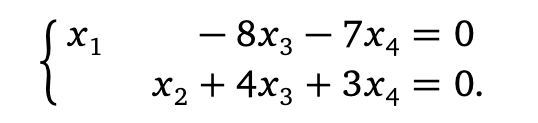 x₁ − 8x₃ − 7x₄ = 0
x₂ + 4x₃ + 3x₄ = 0.